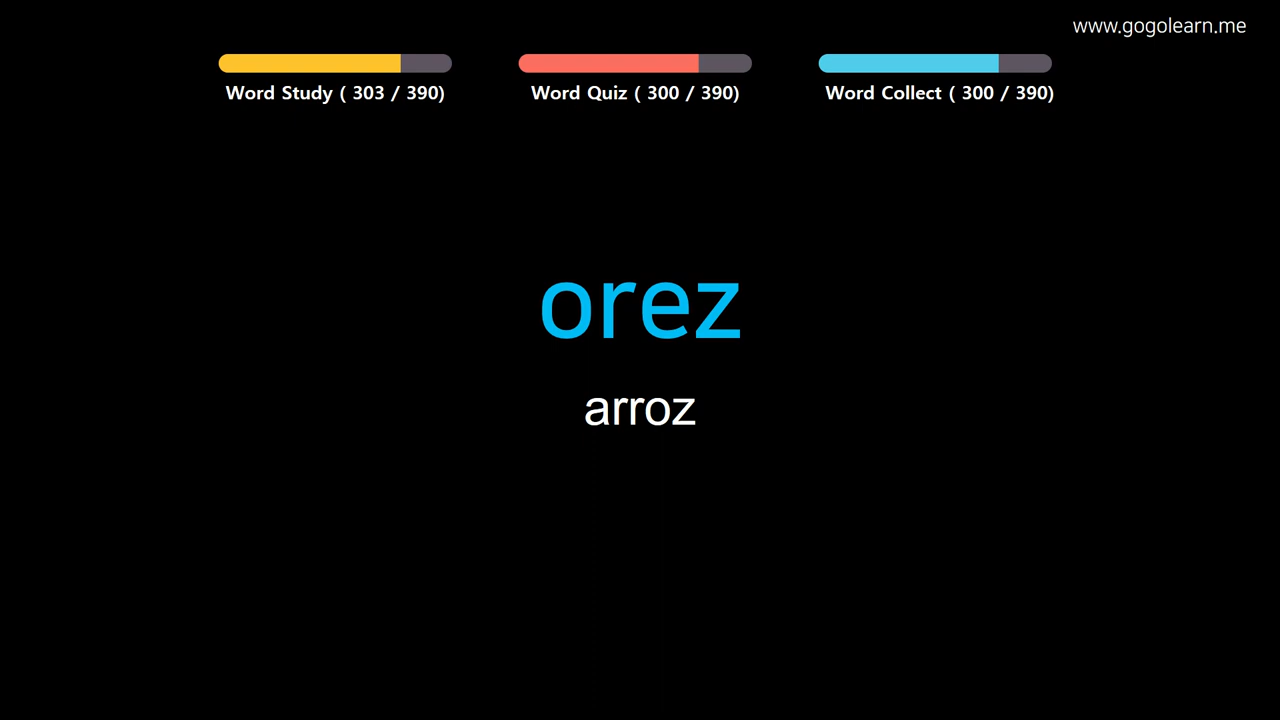 www.gogolearn.me
Word Study ( 303 / 390)
Word Quiz ( 300 / 390)
Word Collect ( 300 / 390)
orez
arroz